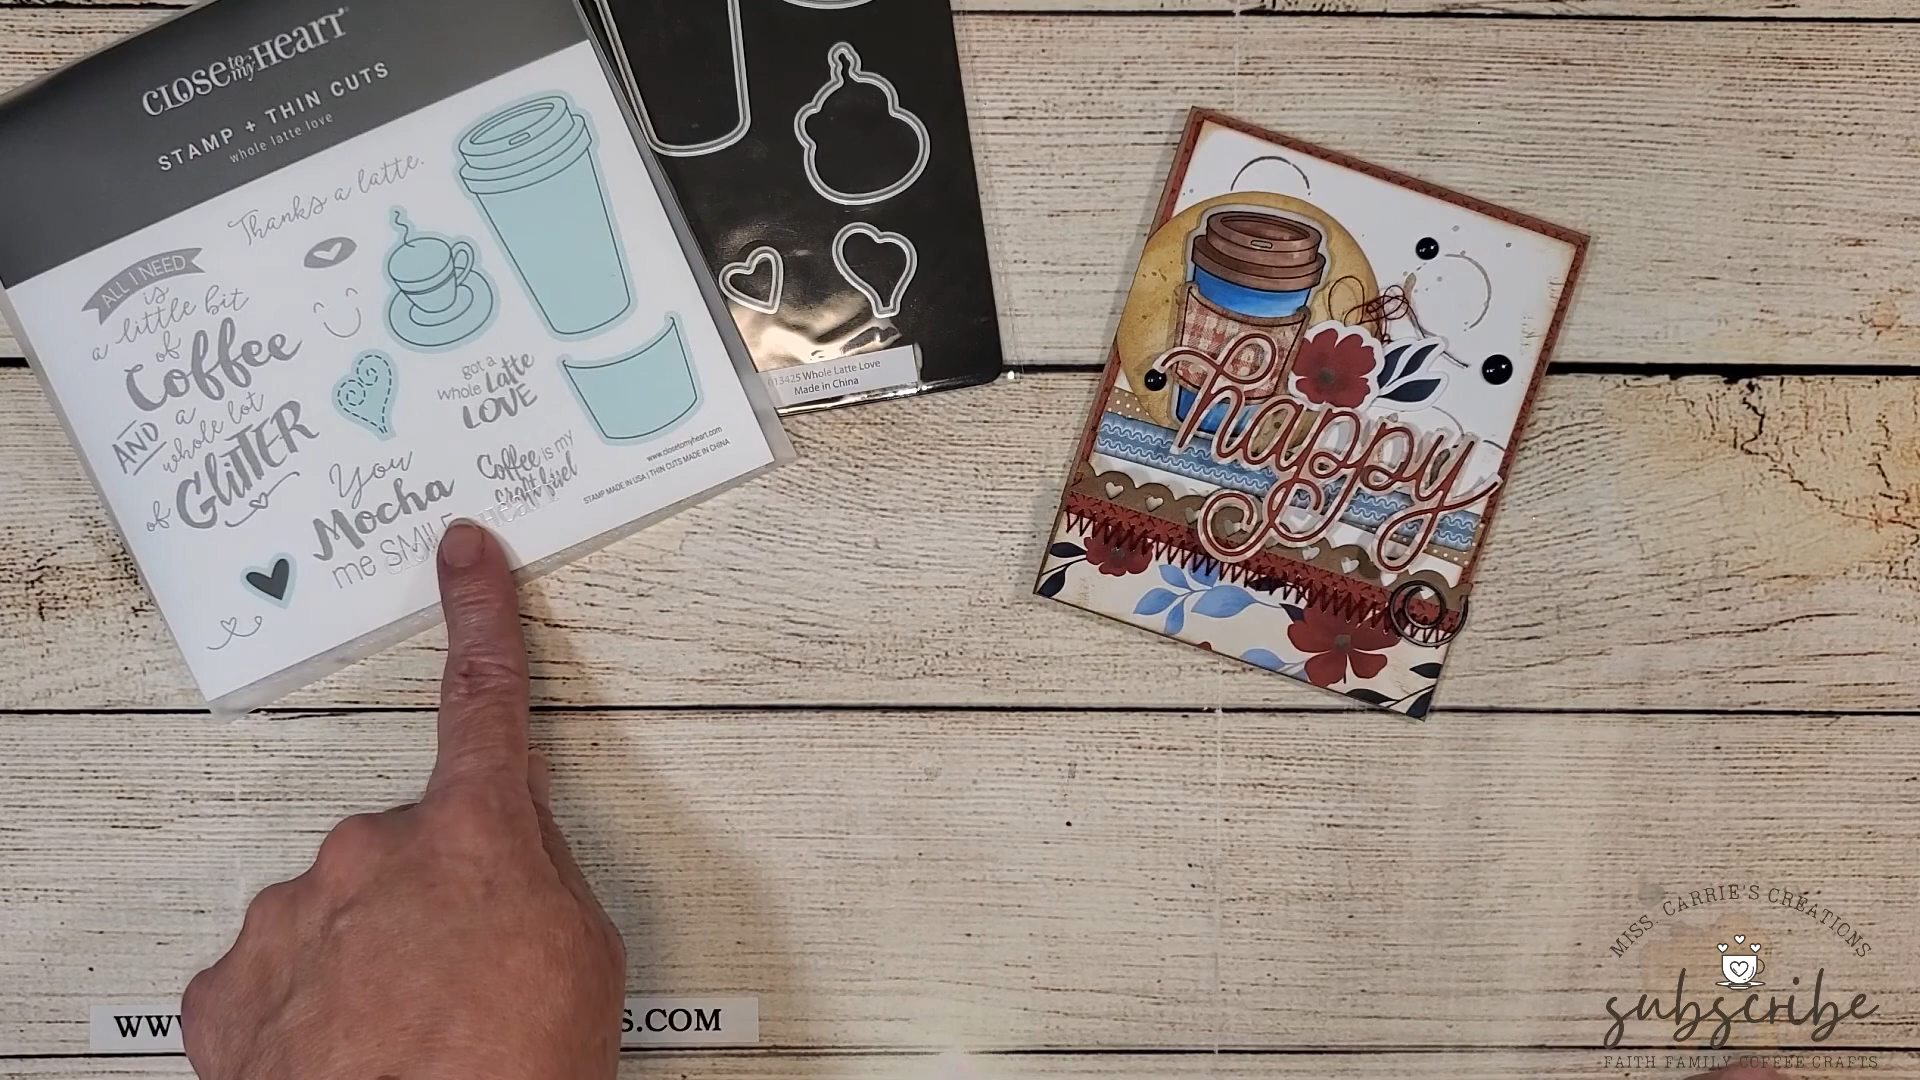 CLOSE to my HEART
STAMP + THIN CUTS
whole latte love
Thanks a latte.
ALL I NEED
is
a little bit
of
Coffee
AND a
whole lot
of GLITTER
got a
whole Latte
LOVE
You
Mocha
me SMILE
Coffee is my
craft fuel
www.closetomyheart.com
STAMP MADE IN USA | THIN CUTS MADE IN CHINA
Whole Latte Love
Made in China
happy
S.COM
MISS CARRIE'S CREATIONS
subscribe
FAITH FAMILY COFFEE CRAFTS